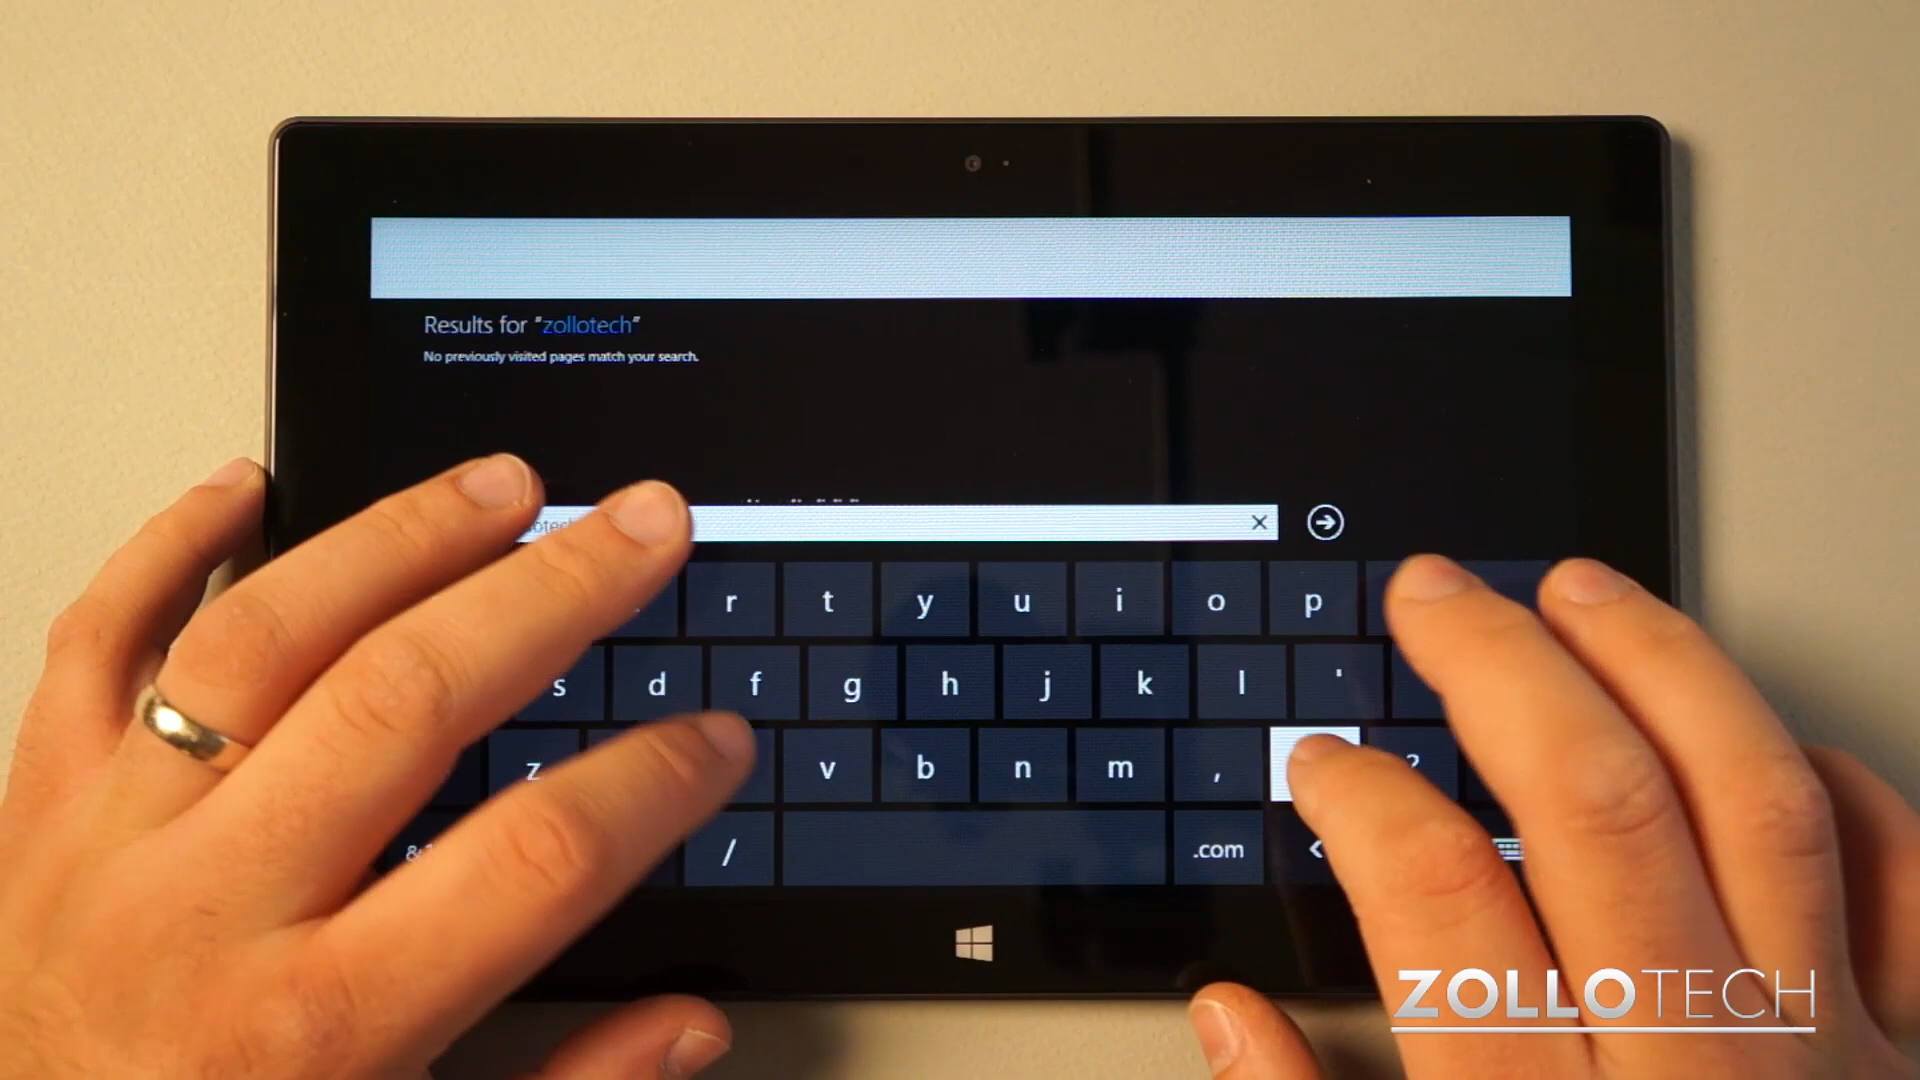 Results for "zollotech"
No previously visited pages match your search.
r t y u i o p
s d f g h j k l '
z v b n m , ?
/ .com <
ZOLLOTECH